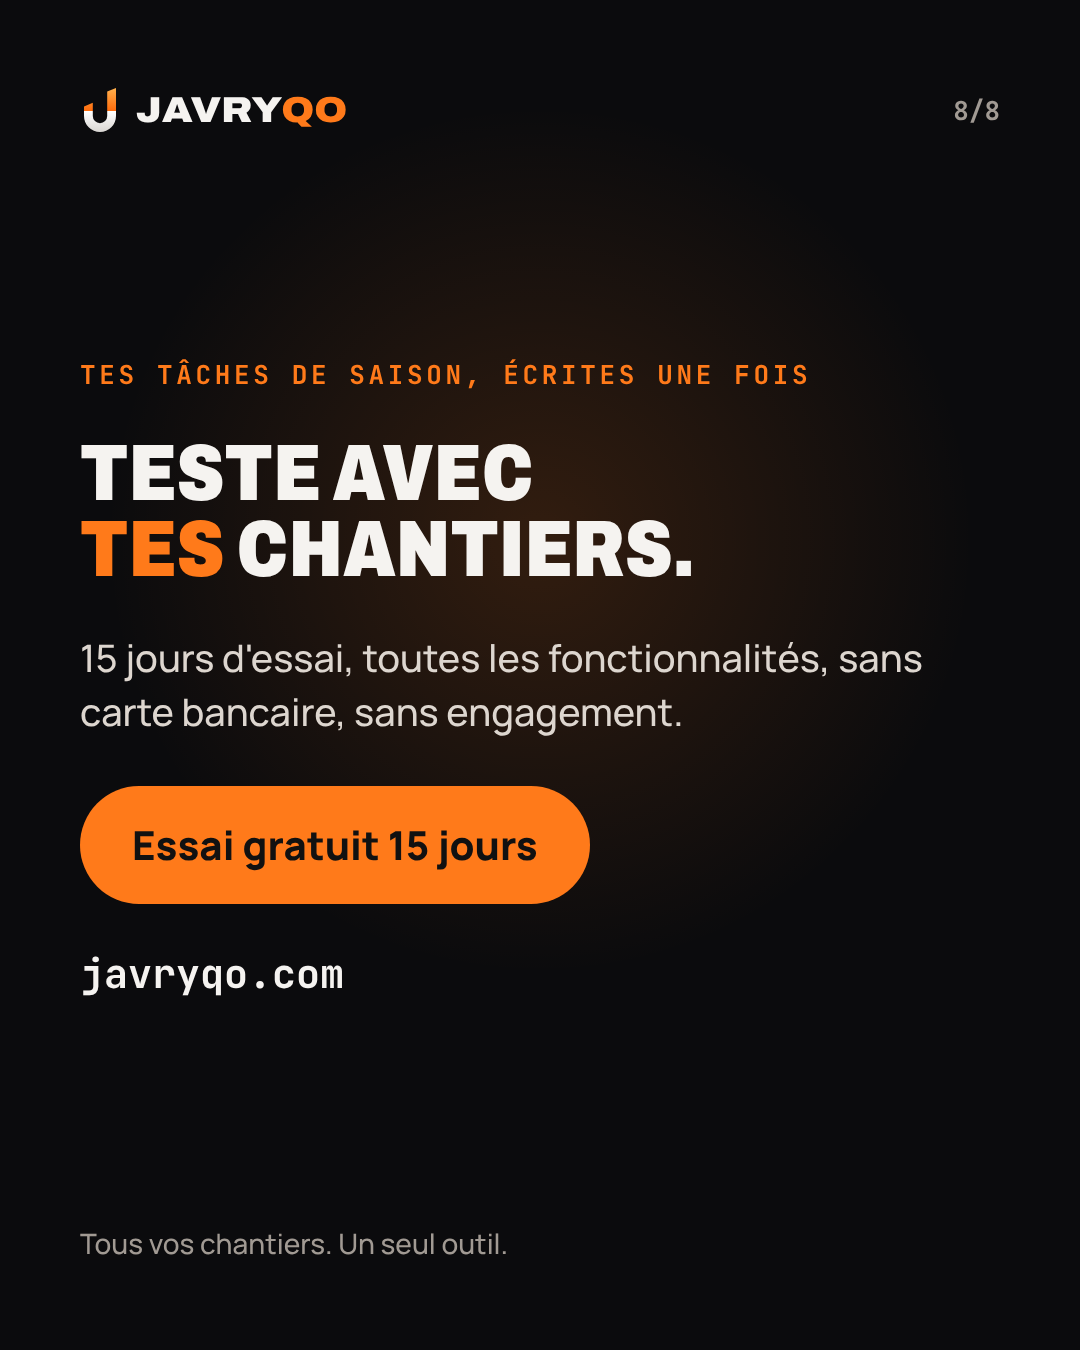 JAVRYQO
8/8
TES TÂCHES DE SAISON, ÉCRITES UNE FOIS
TESTE AVEC
TES CHANTIERS.
15 jours d'essai, toutes les fonctionnalités, sans
carte bancaire, sans engagement.
Essai gratuit 15 jours
javryqo.com
Tous vos chantiers. Un seul outil.